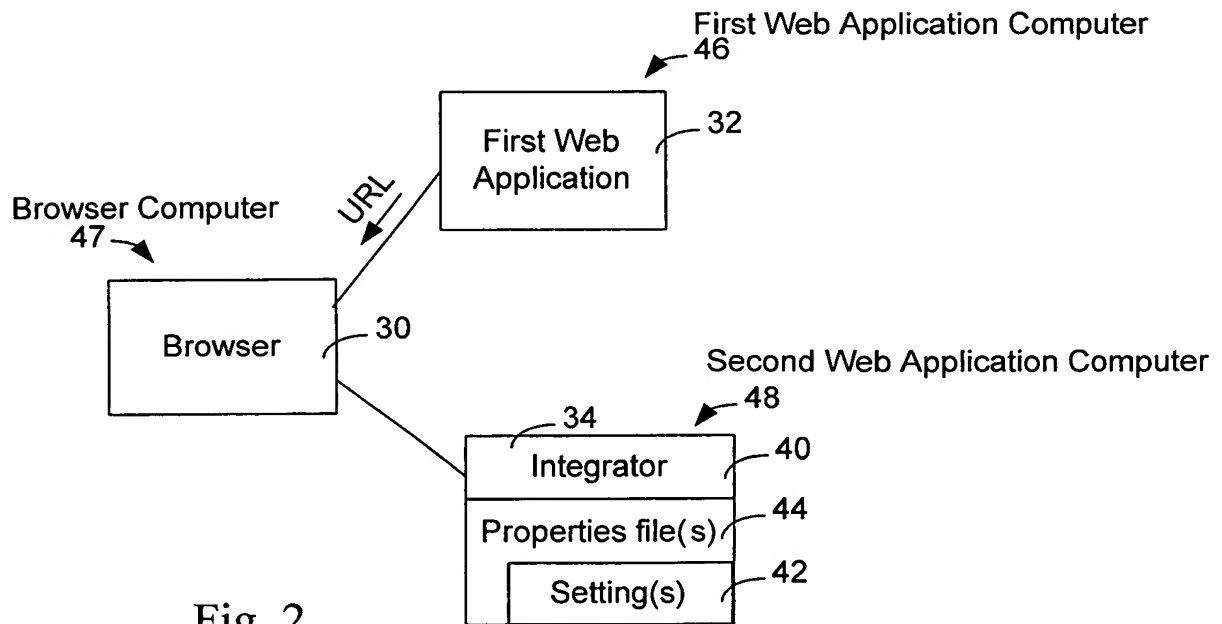 First Web Application Computer
46
First Web
Application
32
URL
Browser Computer
47
Browser
30
Second Web Application Computer
48
34
Integrator
40
Properties file(s)
44
Setting(s)
42
Fig. 2